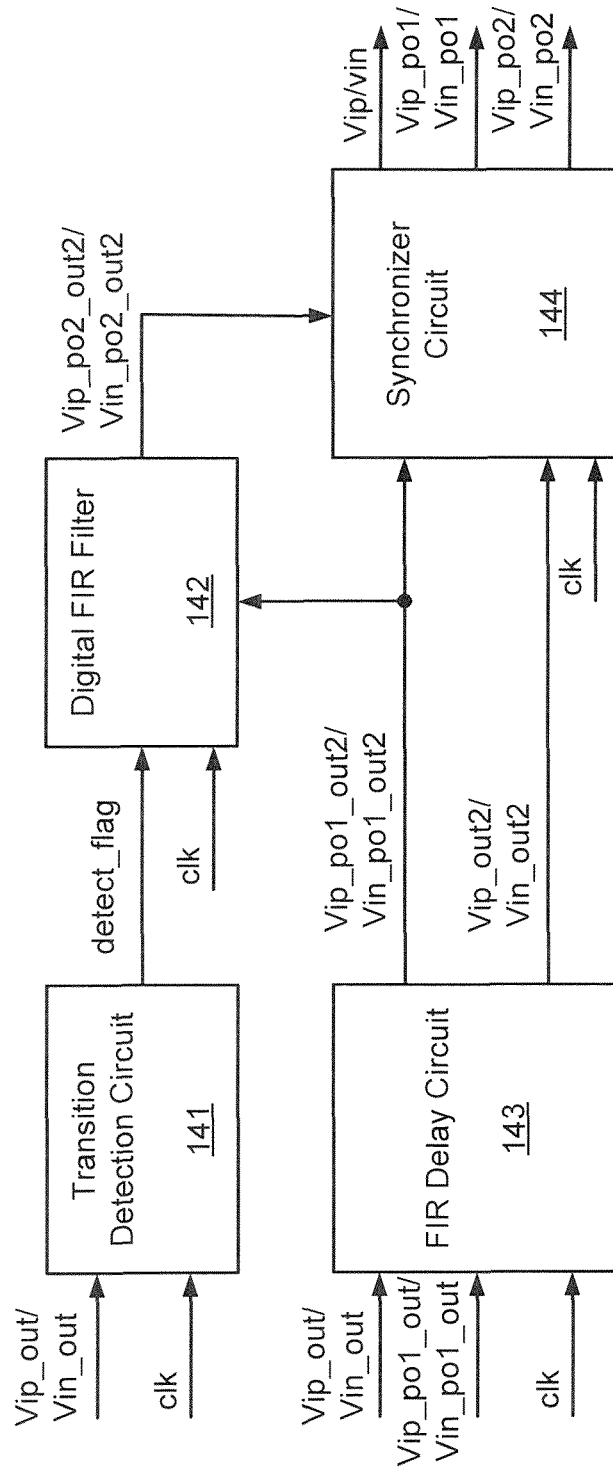 Vip_out/
Vin_out
clk
Transition
Detection Circuit
141
detect_flag
clk
Digital FIR Filter
142
Vip_po2_out2/
Vin_po2_out2
Vip_out/
Vin_out
Vip_po1_out/
Vin_po1_out
clk
FIR Delay Circuit
143
Vip_po1_out2/
Vin_po1_out2
Vip_out2/
Vin_out2
clk
Synchronizer
Circuit
144
Vip/vin
Vip_po1/
Vin_po1
Vip_po2/
Vin_po2